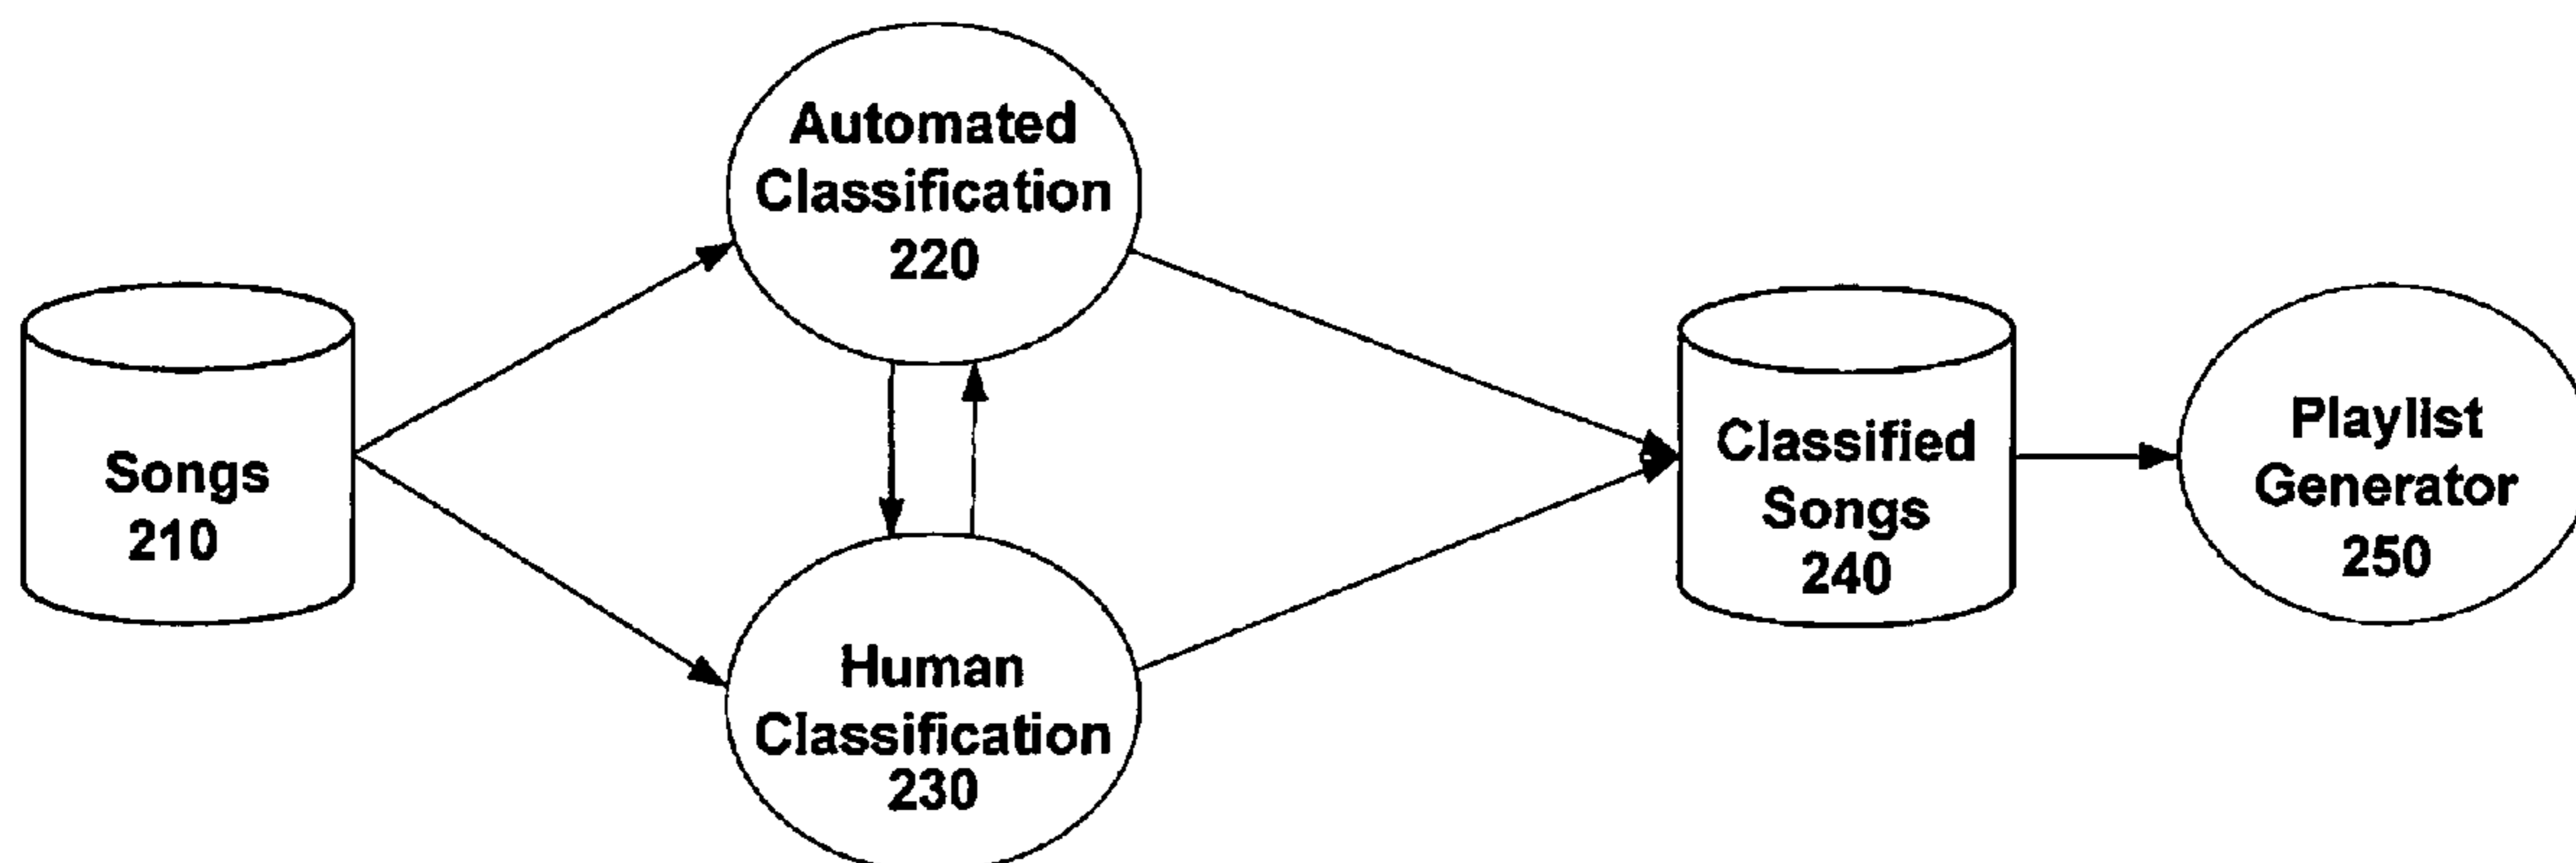 Automated
Classification
220
Songs
210
Human
Classification
230
Classified
Songs
240
Playlist
Generator
250